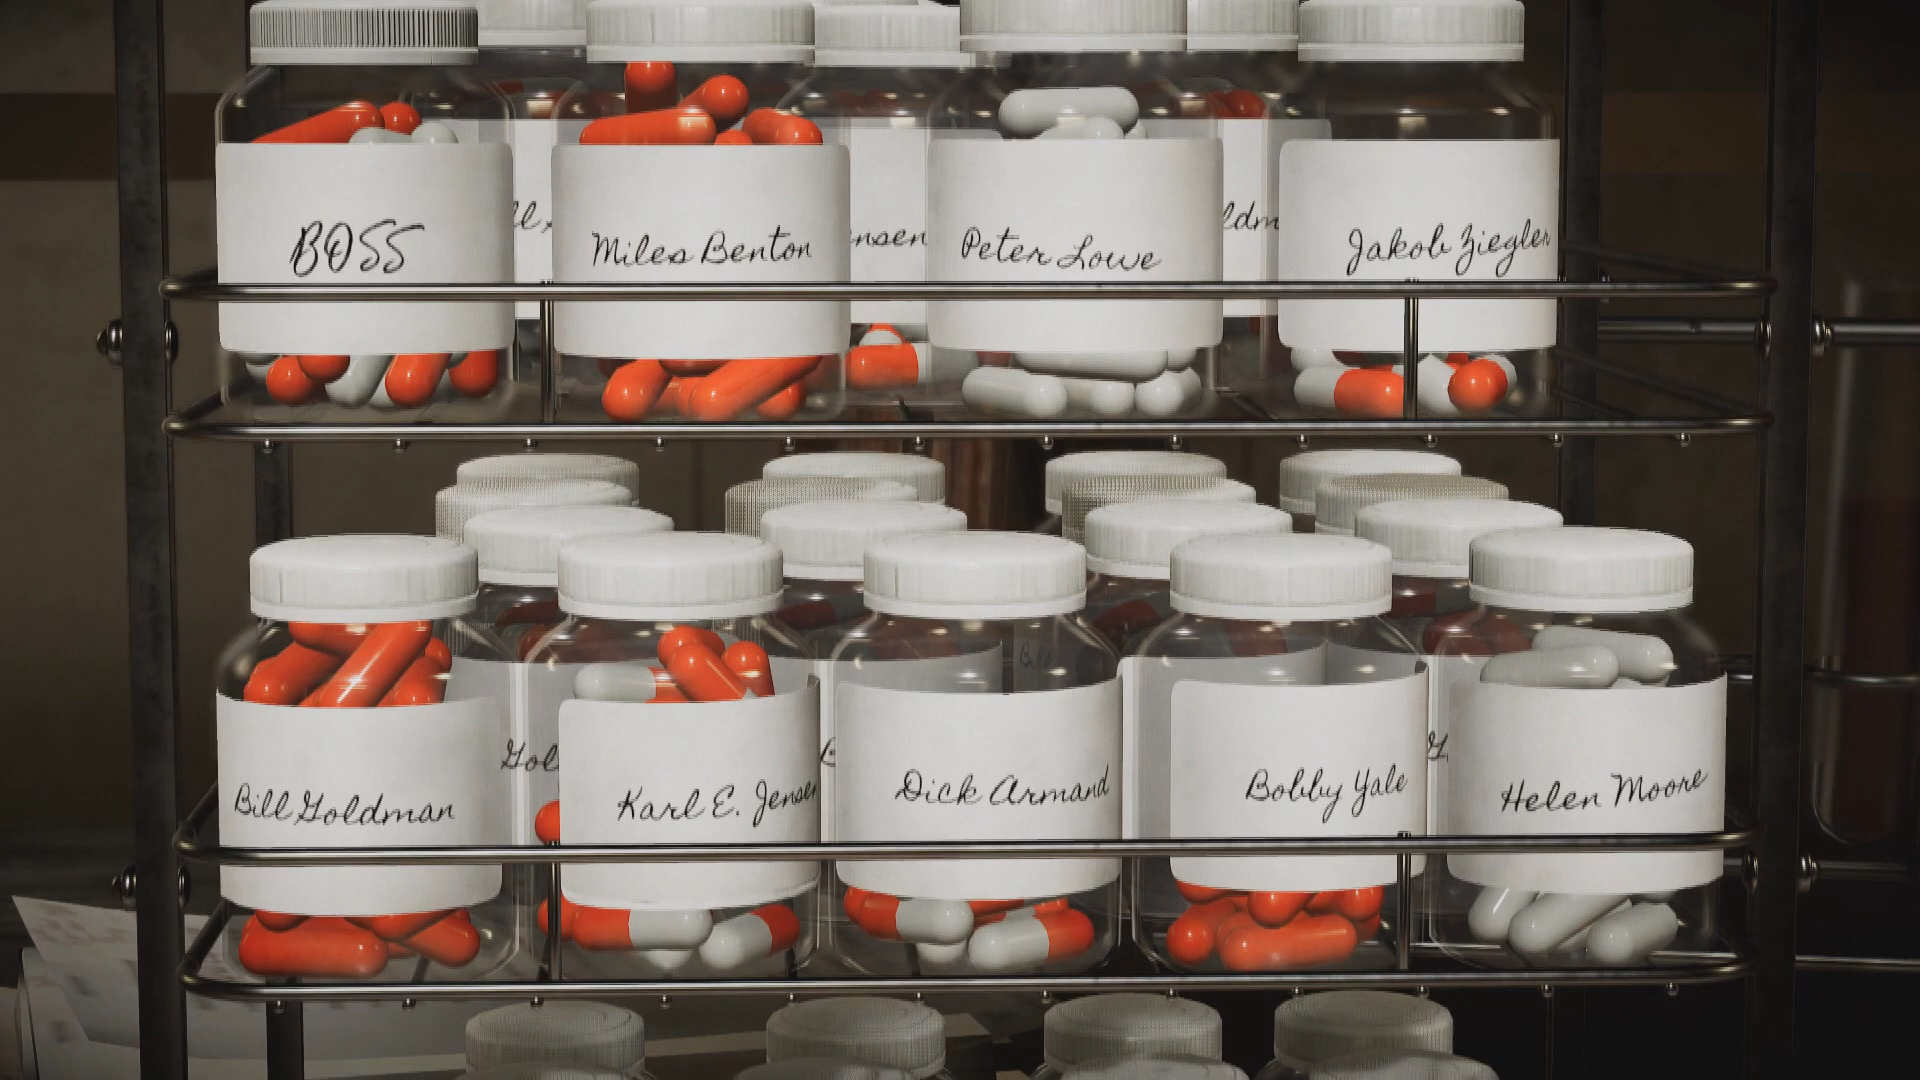 BOSS
Miles Benton
Peter Lowe
Jakob Ziegler
Bill Goldman
Karl E. Jensen
Dick Armand
Bobby Yale
Helen Moore